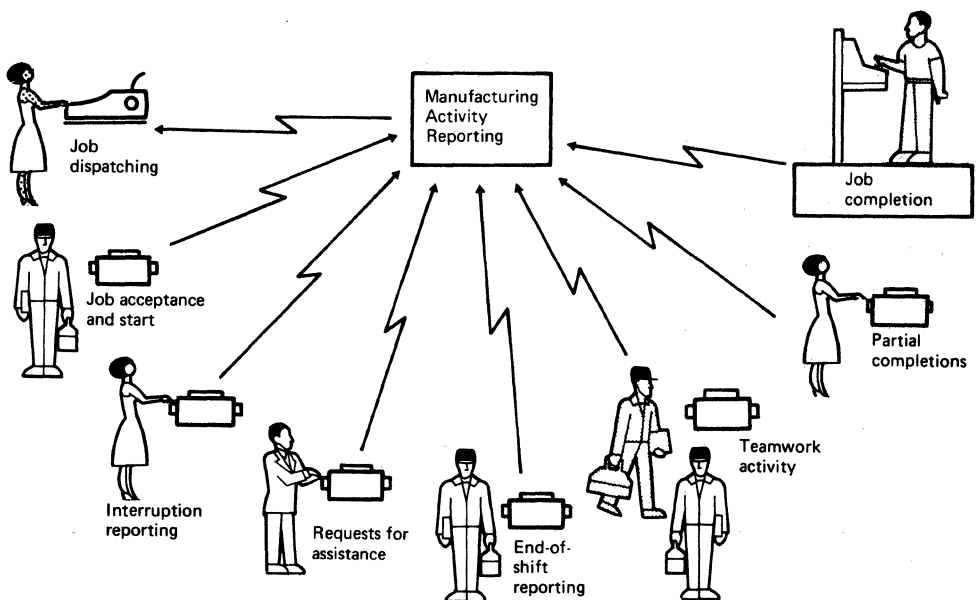 Manufacturing
Activity
Reporting
Job
dispatching
Job
completion
Job acceptance
and start
Partial
completions
Interruption
reporting
Requests for
assistance
End-of-
shift
reporting
Teamwork
activity